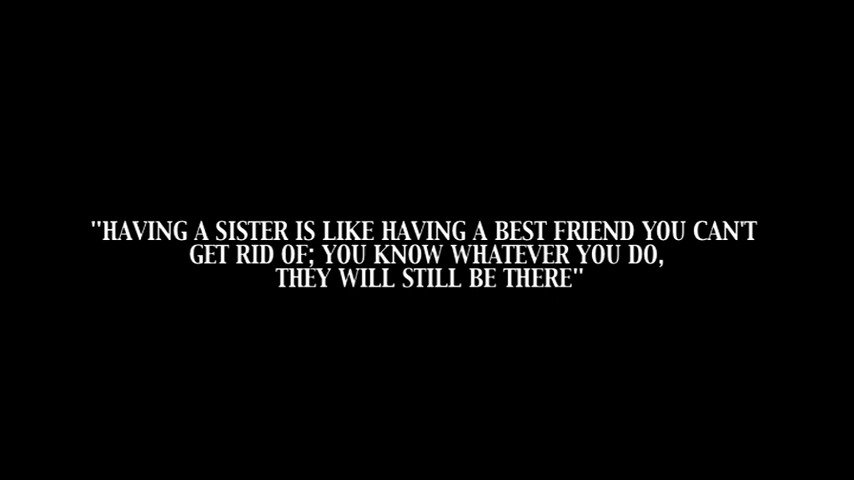 "HAVING A SISTER IS LIKE HAVING A BEST FRIEND YOU CAN'T
GET RID OF; YOU KNOW WHATEVER YOU DO,
THEY WILL STILL BE THERE"